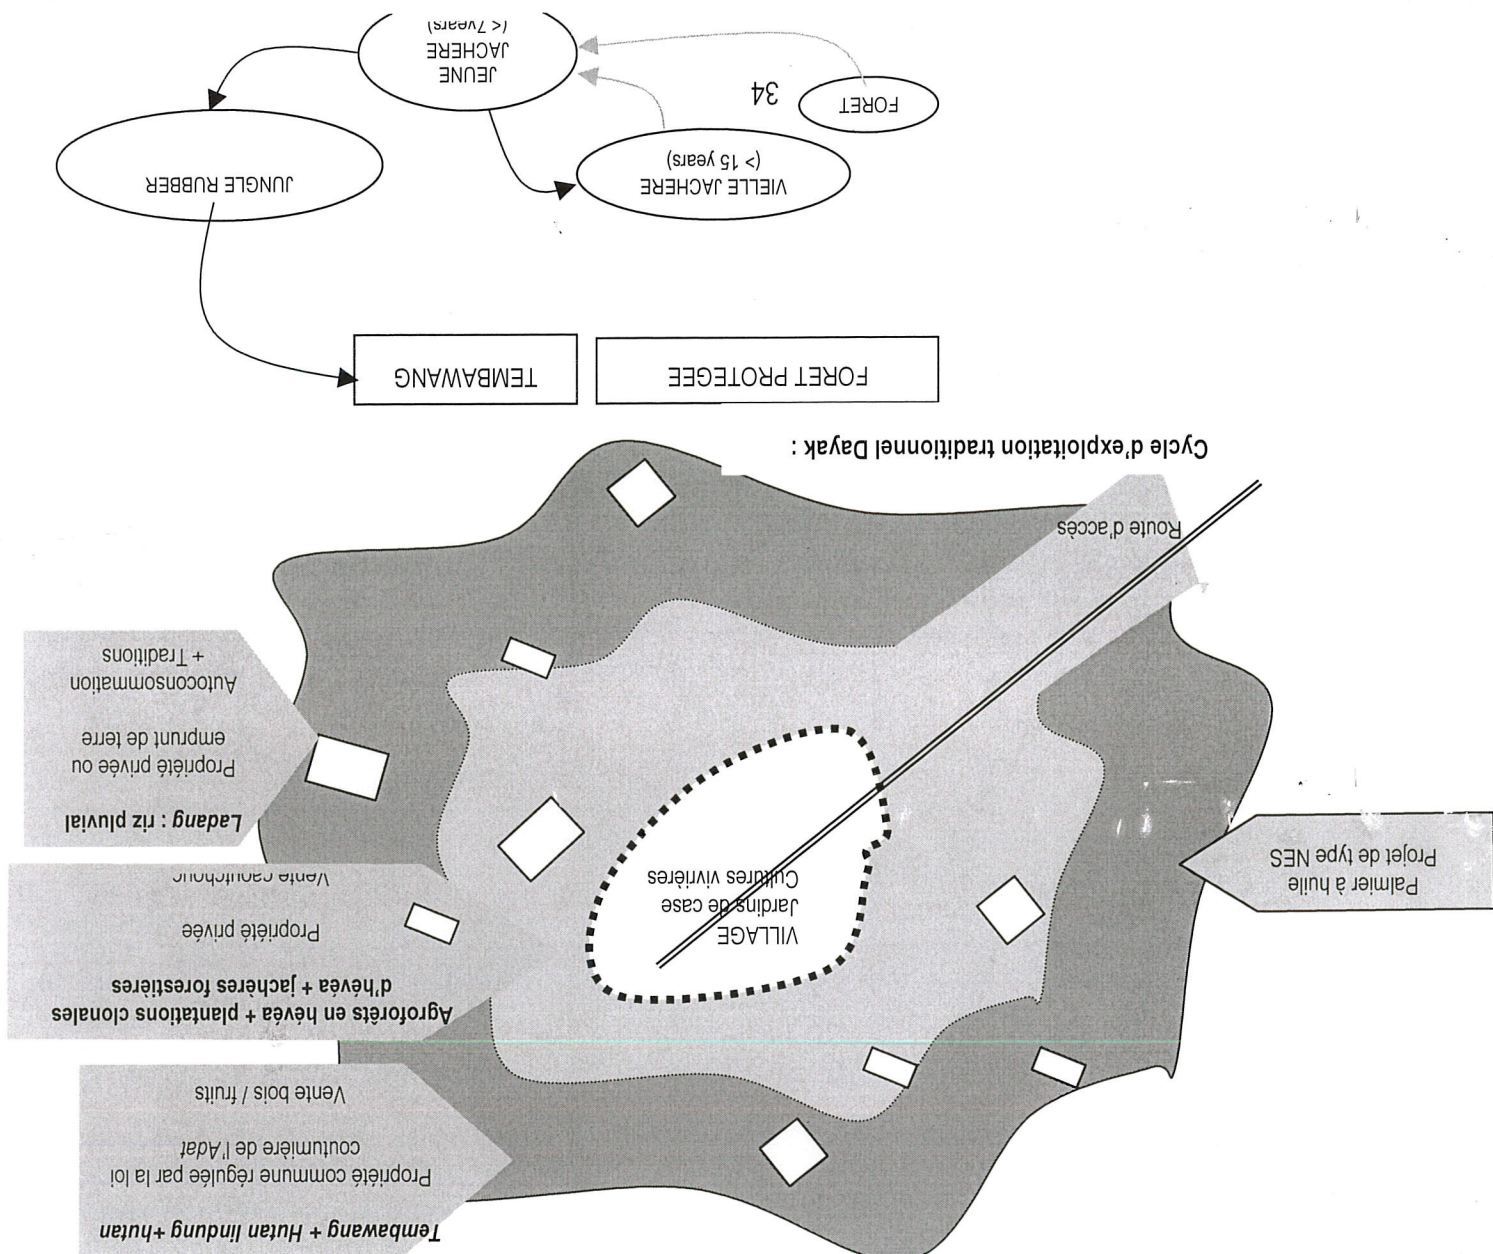 Tembawang + Hutan lindung +hutan
Propriété commune régulée par la loi
coutumière de l'Adat
Vente bois / fruits
Agroforêts en hévéa + plantations clonales
d'hévéa + jachères forestières
Propriété privée
Vente caoutchouc
Ladang : riz pluvial
Propriété privée ou
emprunt de terre
Autoconsommation
+ Traditions
VILLAGE
Jardins de case
Cultures vivrières
Palmier à huile
Projet de type NES
Route d'accès
Cycle d'exploitation traditionnel Dayak :
FORET PROTEGEE
TEMBAWANG
VIELLE JACHERE
(> 15 years)
JUNGLE RUBBER
FORET
34
JEUNE
JACHERE
(< 7years)